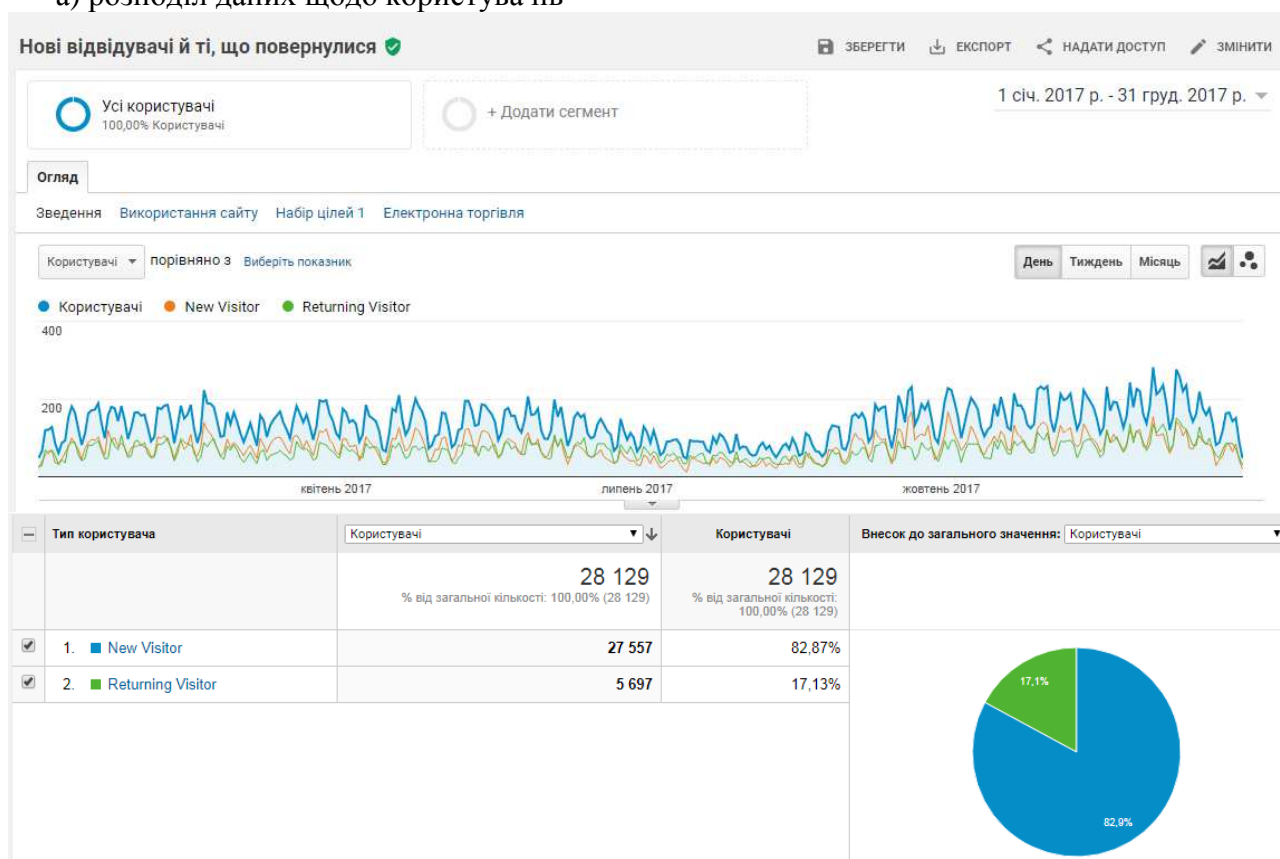 а) розподіл даних щодо користувачів
Нові відвідувачі й ті, що повернулися
ЗБЕРЕГТИ ЕКСПОРТ НАДАТИ ДОСТУП ЗМІНИТИ
Усі користувачі
100,00% Користувачі
+ Додати сегмент
1 січ. 2017 р. - 31 груд. 2017 р.
Огляд
Зведення Використання сайту Набір цілей 1 Електронна торгівля
Користувачі порівняно з Виберіть показник
День Тиждень Місяць
Користувачі New Visitor Returning Visitor
400
200
квітень 2017 липень 2017 жовтень 2017
Тип користувача Користувачі Користувачі Внесок до загального значення: Користувачі
28 129 28 129
% від загальної кількості: 100,00% (28 129) % від загальної кількості:
100,00% (28 129)
1. New Visitor 27 557 82,87%
2. Returning Visitor 5 697 17,13%
17,1%
82,9%